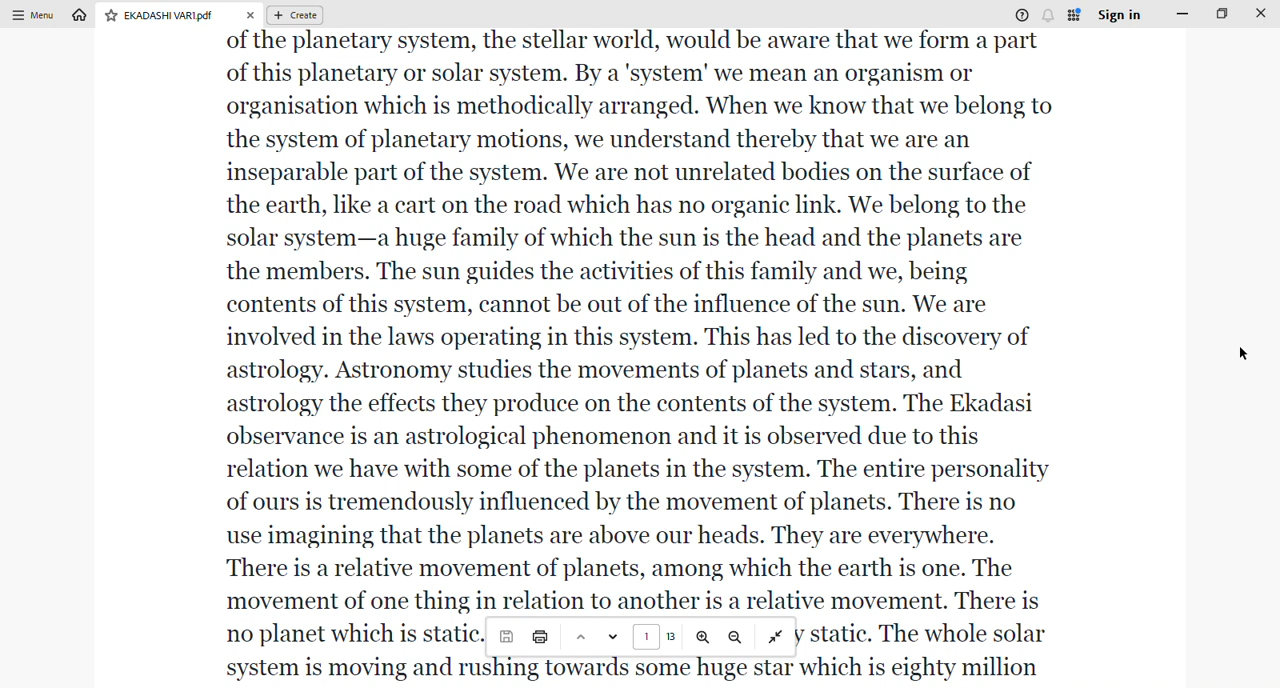 Menu
EKADASHI VAR1.pdf
Create
Sign in
of the planetary system, the stellar world, would be aware that we form a part
of this planetary or solar system. By a 'system' we mean an organism or
organisation which is methodically arranged. When we know that we belong to
the system of planetary motions, we understand thereby that we are an
inseparable part of the system. We are not unrelated bodies on the surface of
the earth, like a cart on the road which has no organic link. We belong to the
solar system—a huge family of which the sun is the head and the planets are
the members. The sun guides the activities of this family and we, being
contents of this system, cannot be out of the influence of the sun. We are
involved in the laws operating in this system. This has led to the discovery of
astrology. Astronomy studies the movements of planets and stars, and
astrology the effects they produce on the contents of the system. The Ekadasi
observance is an astrological phenomenon and it is observed due to this
relation we have with some of the planets in the system. The entire personality
of ours is tremendously influenced by the movement of planets. There is no
use imagining that the planets are above our heads. They are everywhere.
There is a relative movement of planets, among which the earth is one. The
movement of one thing in relation to another is a relative movement. There is
no planet which is static. y static. The whole solar
1 13
system is moving and rushing towards some huge star which is eighty million